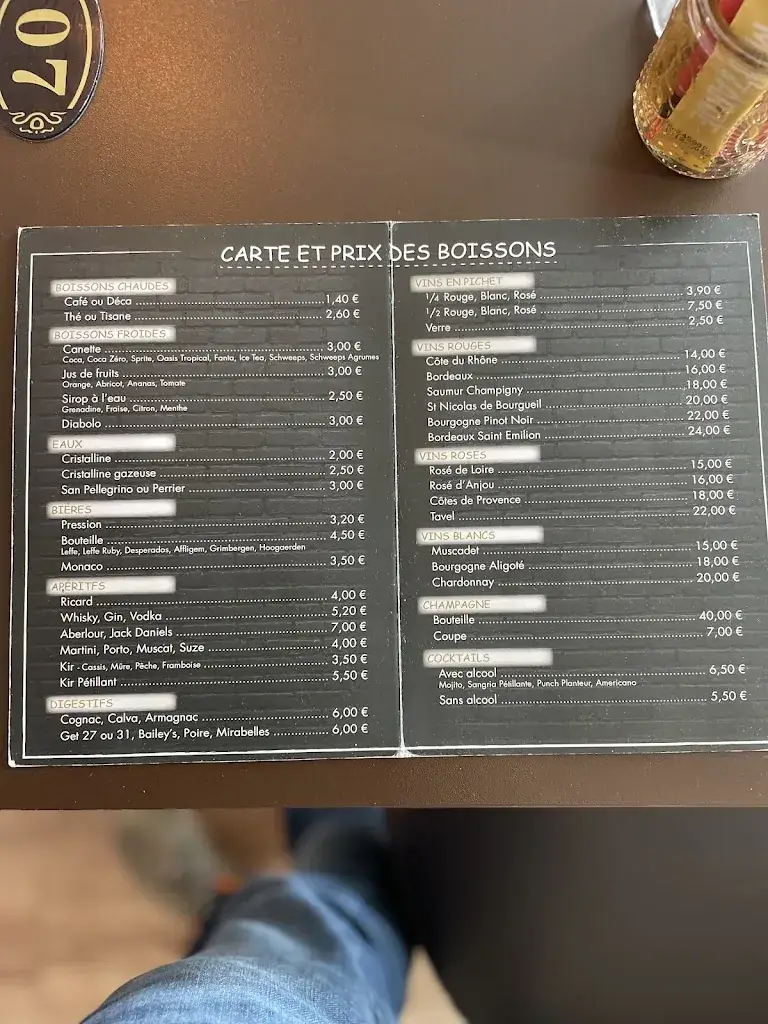 07
CARTE ET PRIX DES BOISSONS
BOISSONS CHAUDES
Café ou Déca 1,40 €
Thé ou Tisane 2,60 €
BOISSONS FROIDES
Canette 3,00 €
Coca, Coca Zéro, Sprite, Oasis Tropical, Fanta, Ice Tea, Schweeps, Schweeps Agrumes
Jus de fruits 3,00 €
Orange, Abricot, Ananas, Tomate
Sirop à l'eau 2,50 €
Grenadine, Fraise, Citron, Menthe
Diabolo 3,00 €
EAUX
Cristalline 2,00 €
Cristalline gazeuse 2,50 €
San Pellegrino ou Perrier 3,00 €
BIÈRES
Pression 3,20 €
Bouteille 4,50 €
Leffe, Leffe Ruby, Desperados, Affligem, Grimbergen, Hoogaerden
Monaco 3,50 €
APÉRITFS
Ricard 4,00 €
Whisky, Gin, Vodka 5,20 €
Aberlour, Jack Daniels 7,00 €
Martini, Porto, Muscat, Suze 4,00 €
Kir - Cassis, Mûre, Pêche, Framboise 3,50 €
Kir Pétillant 5,50 €
DIGESTIFS
Cognac, Calva, Armagnac 6,00 €
Get 27 ou 31, Bailey's, Poire, Mirabelles 6,00 €
VINS EN PICHET
1/4 Rouge, Blanc, Rosé 3,90 €
1/2 Rouge, Blanc, Rosé 7,50 €
Verre 2,50 €
VINS ROUGES
Côte du Rhône 14,00 €
Bordeaux 16,00 €
Saumur Champigny 18,00 €
St Nicolas de Bourgueil 20,00 €
Bourgogne Pinot Noir 22,00 €
Bordeaux Saint Emilion 24,00 €
VINS ROSÉS
Rosé de Loire 15,00 €
Rosé d'Anjou 16,00 €
Côtes de Provence 18,00 €
Tavel 22,00 €
VINS BLANCS
Muscadet 15,00 €
Bourgogne Aligoté 18,00 €
Chardonnay 20,00 €
CHAMPAGNE
Bouteille 40,00 €
Coupe 7,00 €
COCKTAILS
Avec alcool 6,50 €
Mojito, Sangria Pétillante, Punch Planteur, Americano
Sans alcool 5,50 €